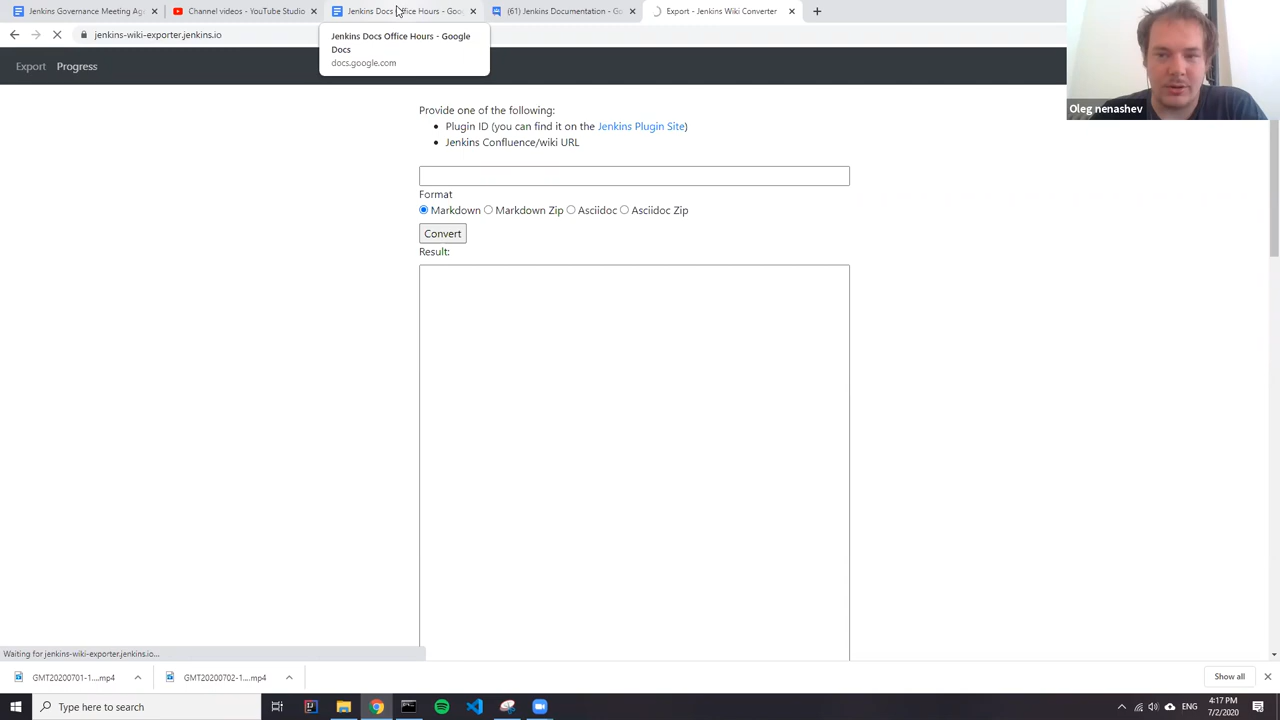 Jenkins Governance Meeting Age
Channel videos - YouTube Studio
Jenkins Docs Office Hours - Goo
(61) Jenkins Documentation - Go
Export - Jenkins Wiki Converter
jenkins-wiki-exporter.jenkins.io
Jenkins Docs Office Hours - Google
Docs
docs.google.com
Export
Progress
Oleg nenashev
Provide one of the following:
Plugin ID (you can find it on the Jenkins Plugin Site)
Jenkins Confluence/wiki URL
Format
Markdown Markdown Zip Asciidoc Asciidoc Zip
Convert
Result:
Waiting for jenkins-wiki-exporter.jenkins.io...
GMT20200701-1....mp4
GMT20200702-1....mp4
Show all
Type here to search
ENG
4:17 PM
7/2/2020